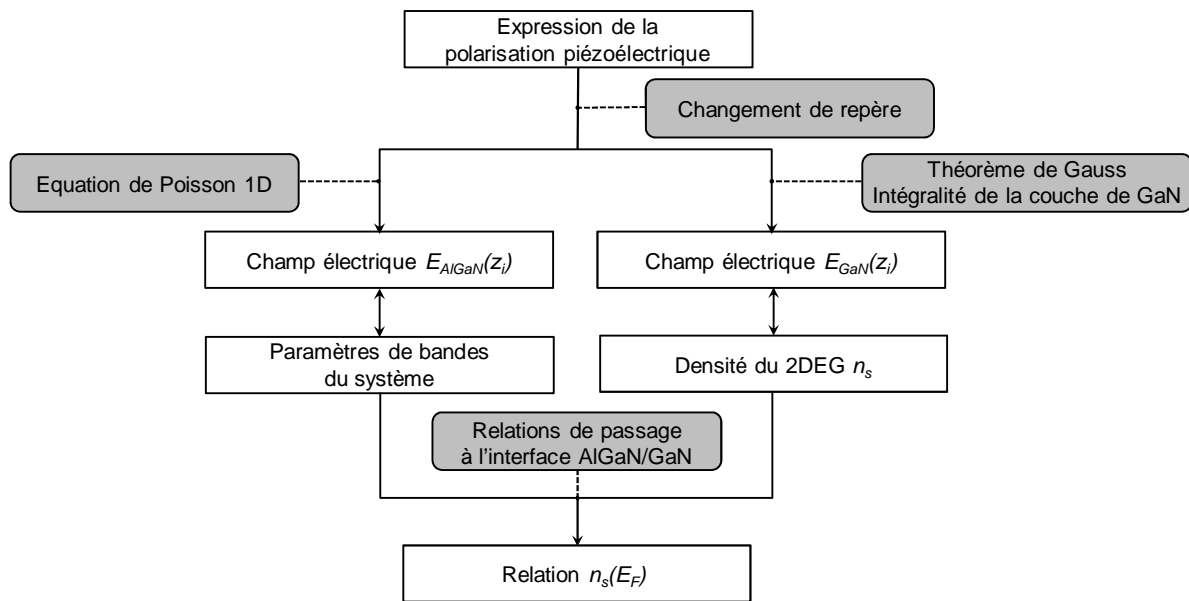 Expression de la
polarisation piézoélectrique
Changement de repère
Equation de Poisson 1D
Théorème de Gauss
Intégralité de la couche de GaN
Champ électrique E_AlGaN(z_i)
Champ électrique E_GaN(z_i)
Paramètres de bandes
du système
Densité du 2DEG n_s
Relations de passage
à l'interface AlGaN/GaN
Relation n_s(E_F)